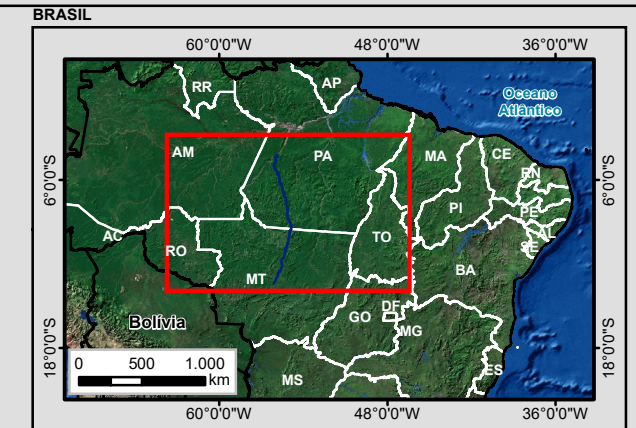 BRASIL
60°0'0"W 48°0'0"W 36°0'0"W
RR AP
Oceano
Atlântico
AM PA MA CE
RN
6°0'0"S 6°0'0"S
PI PE
AC AL
RO TO SE
MT BA
Bolívia GO DF
MG
18°0'0"S 18°0'0"S
0 500 1.000
km
MS ES
60°0'0"W 48°0'0"W 36°0'0"W